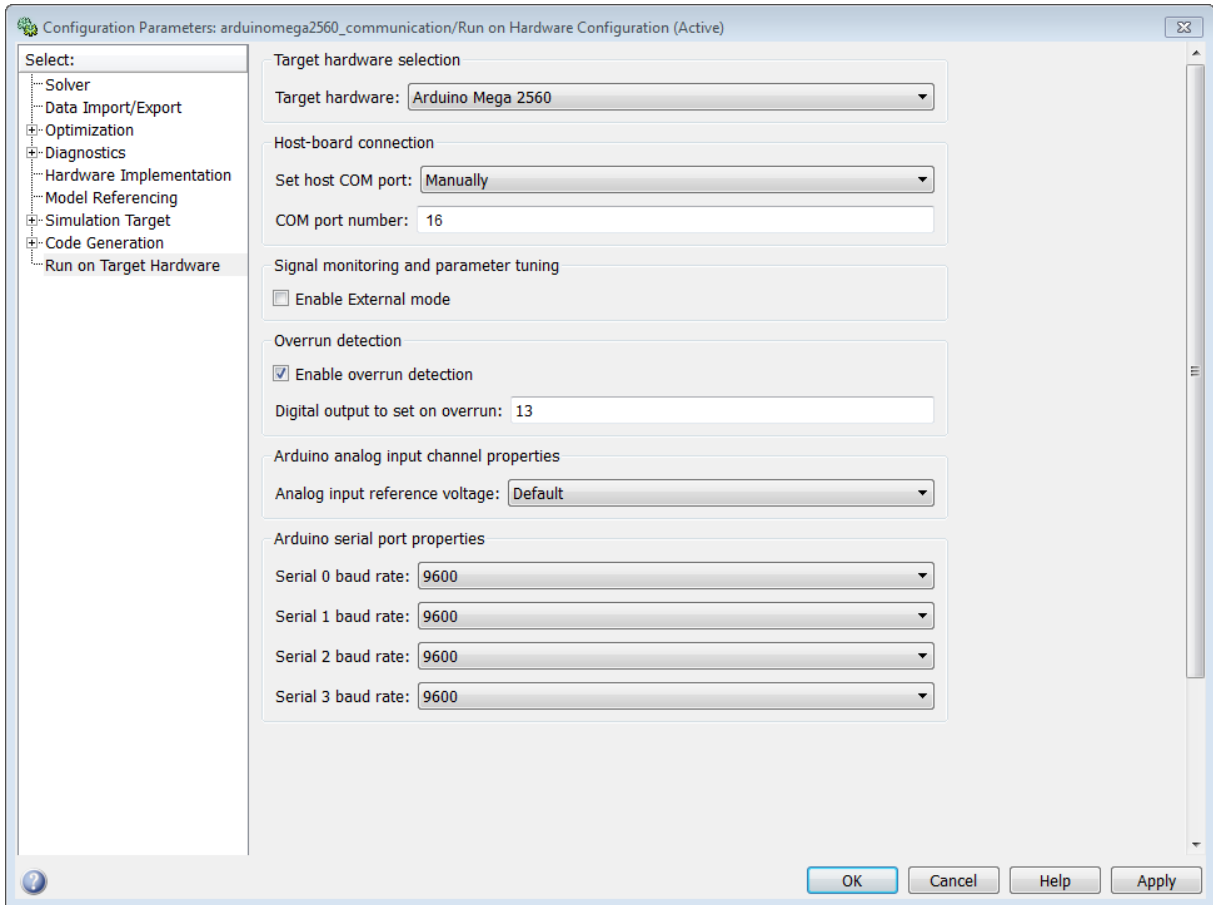 Configuration Parameters: arduinomega2560_communication/Run on Hardware Configuration (Active)
Select:
Solver
Data Import/Export
Optimization
Diagnostics
Hardware Implementation
Model Referencing
Simulation Target
Code Generation
Run on Target Hardware
Target hardware selection
Target hardware: Arduino Mega 2560
Host-board connection
Set host COM port: Manually
COM port number: 16
Signal monitoring and parameter tuning
Enable External mode
Overrun detection
Enable overrun detection
Digital output to set on overrun: 13
Arduino analog input channel properties
Analog input reference voltage: Default
Arduino serial port properties
Serial 0 baud rate: 9600
Serial 1 baud rate: 9600
Serial 2 baud rate: 9600
Serial 3 baud rate: 9600
OK Cancel Help Apply